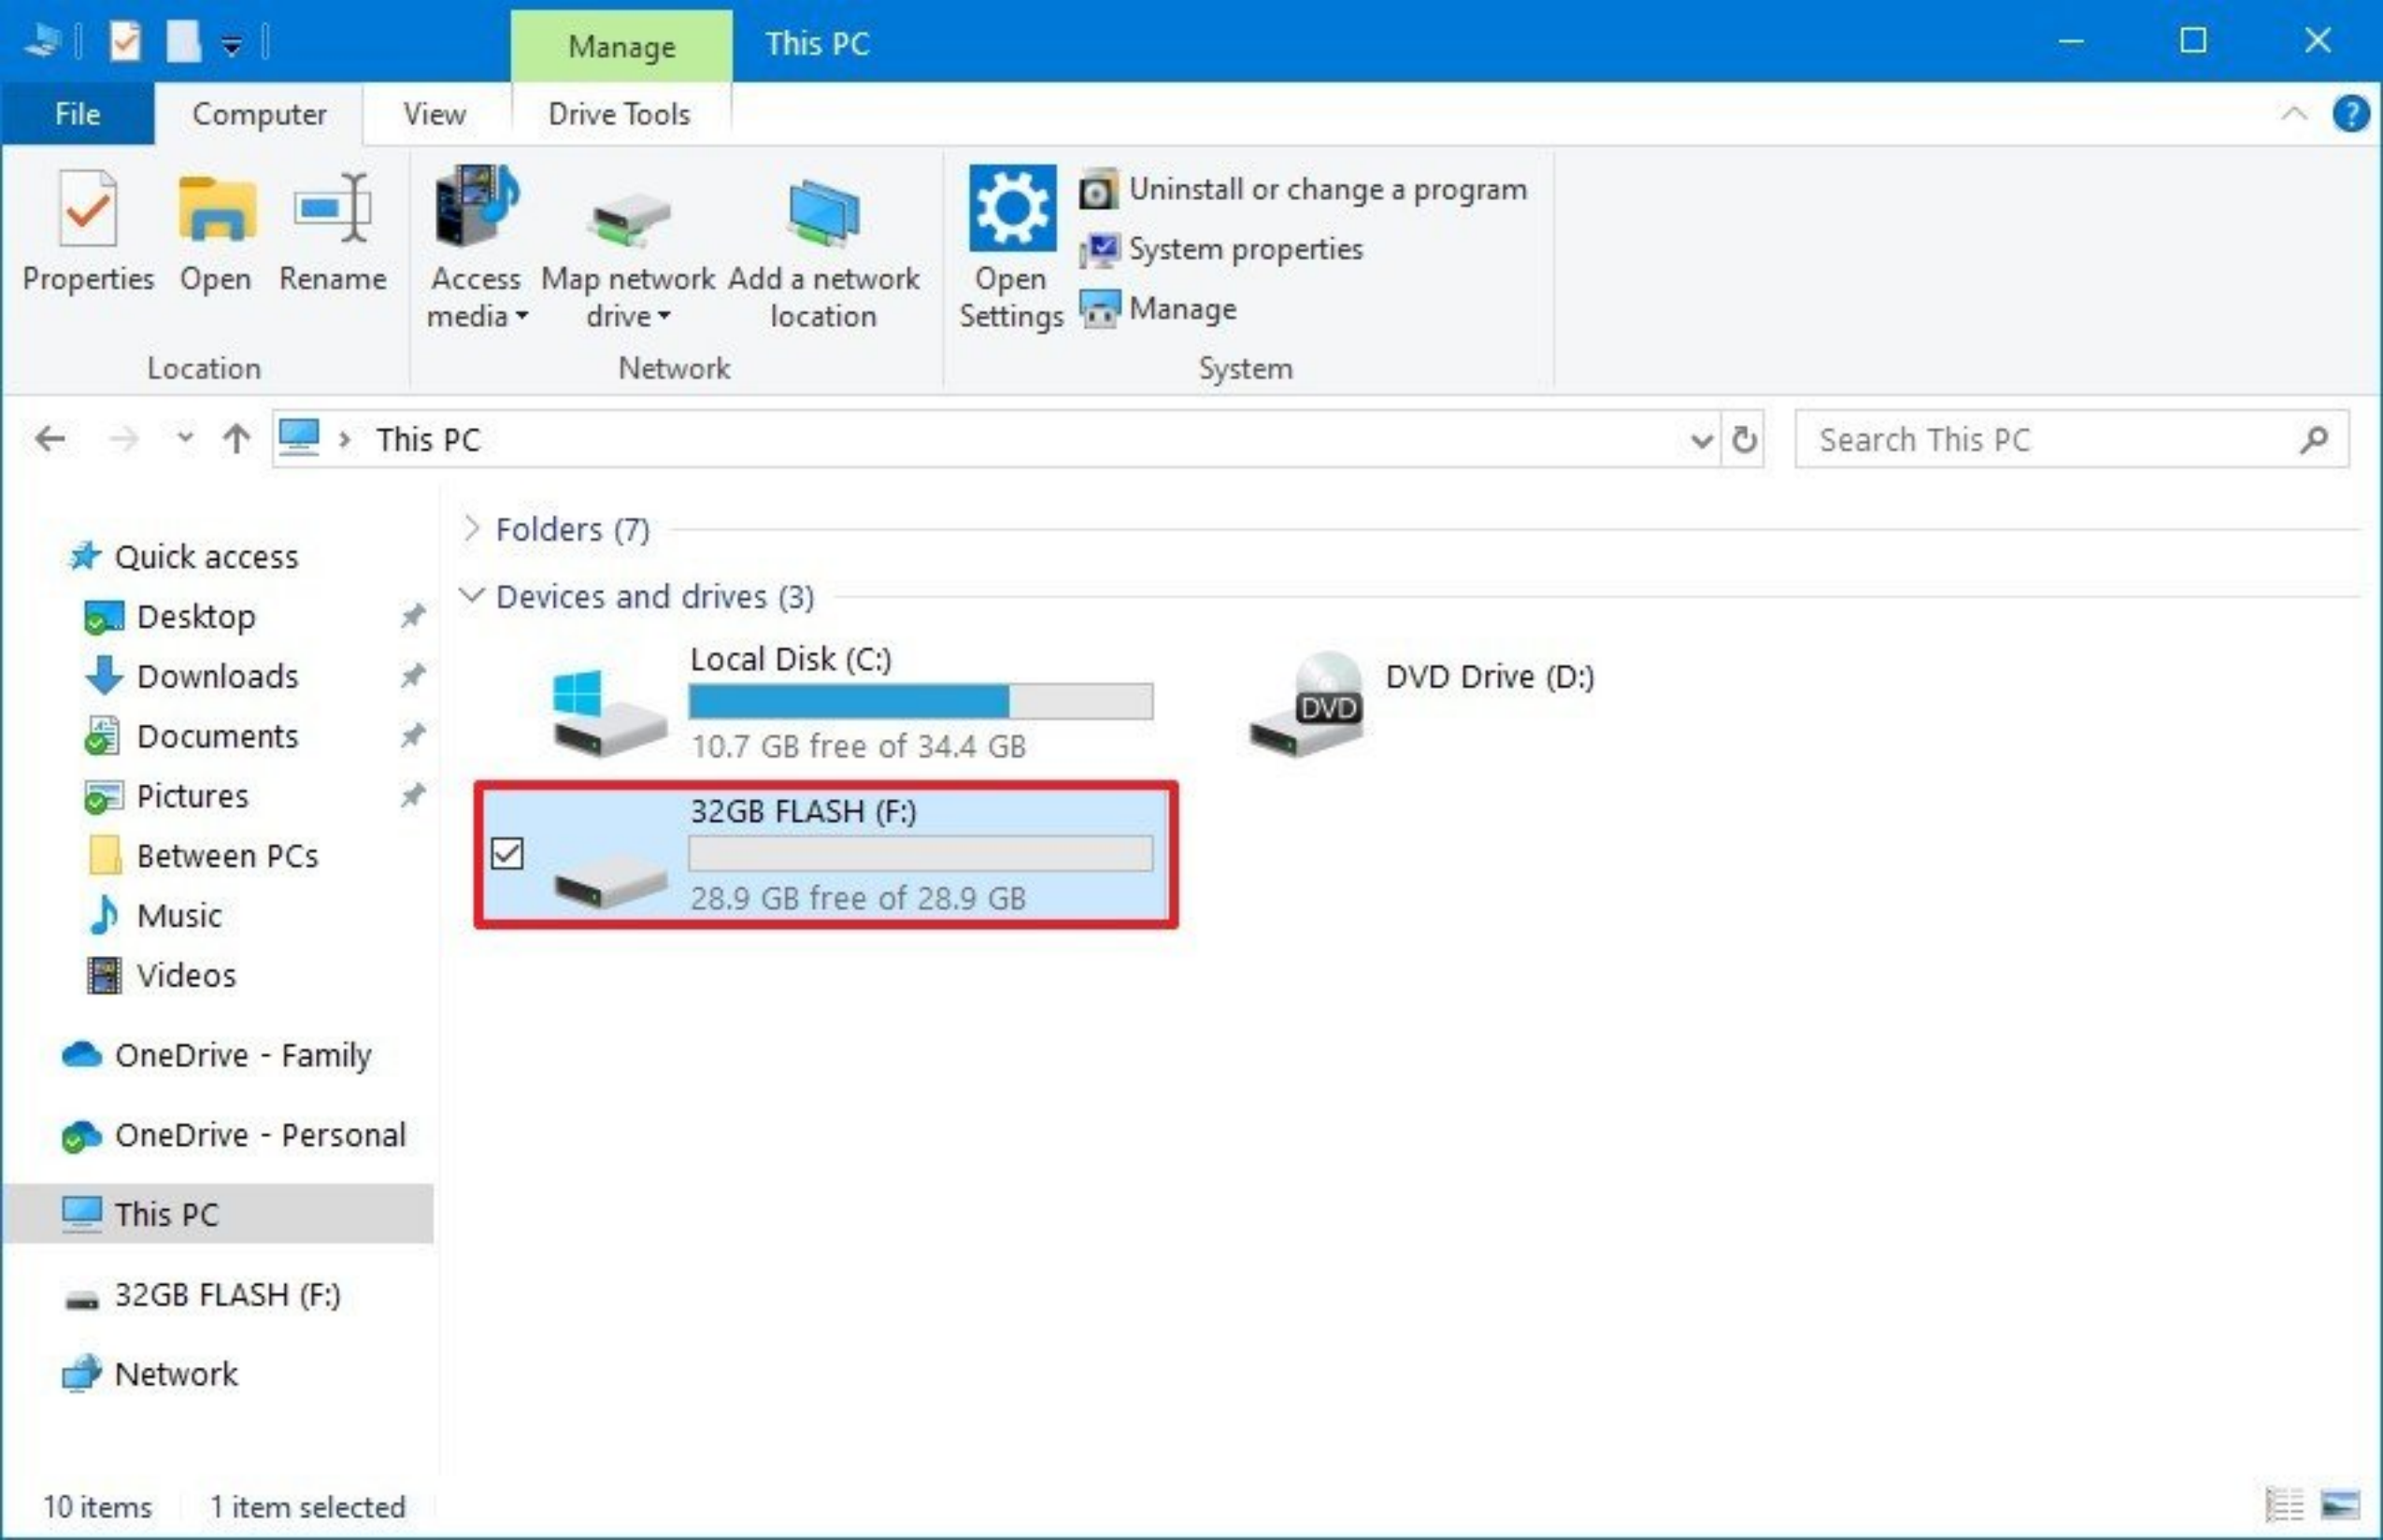 Manage
This PC
File
Computer
View
Drive Tools
?
Properties
Open
Rename
Access media
Map network drive
Add a network location
Open Settings
Uninstall or change a program
System properties
Manage
Location
Network
System
This PC
Search This PC
Quick access
Desktop
Downloads
Documents
Pictures
Between PCs
Music
Videos
OneDrive - Family
OneDrive - Personal
This PC
32GB FLASH (F:)
Network
Folders (7)
Devices and drives (3)
Local Disk (C:)
10.7 GB free of 34.4 GB
DVD
DVD Drive (D:)
32GB FLASH (F:)
28.9 GB free of 28.9 GB
10 items
1 item selected